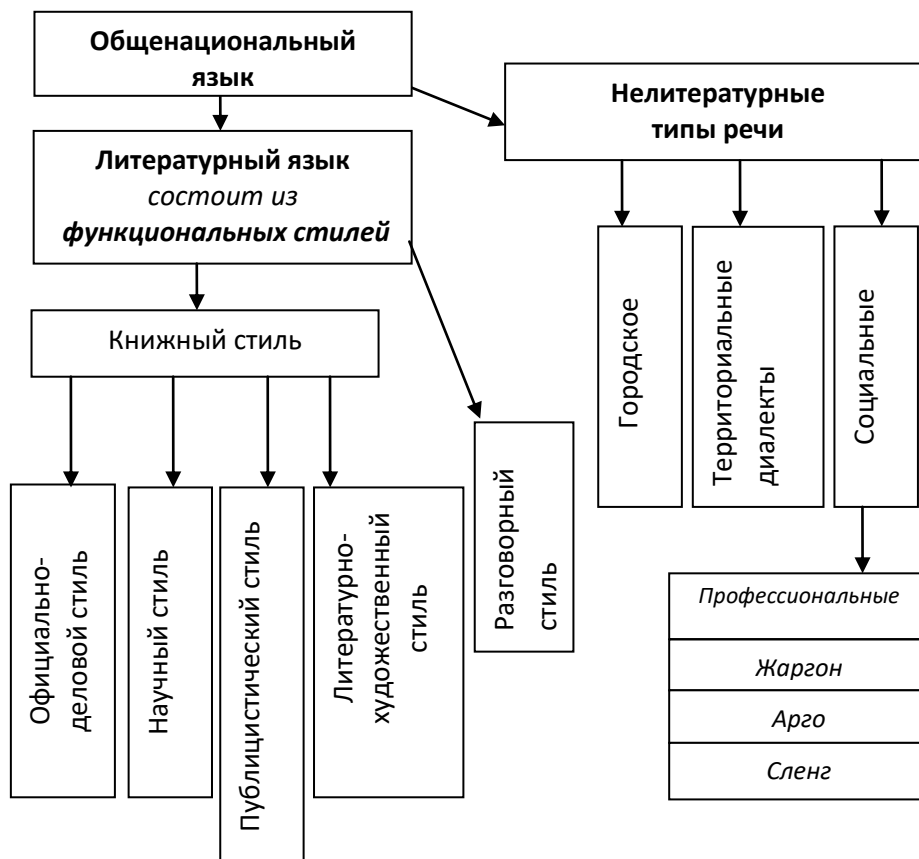 Общенациональный
язык
Нелитературные
типы речи
Литературный язык
состоит из
функциональных стилей
Книжный стиль
Официально-
деловой стиль
Научный стиль
Публицистический стиль
Литературно-
художественный
стиль
Разговорный
стиль
Городское
Территориальные
диалекты
Социальные
Профессиональные
Жаргон
Арго
Сленг